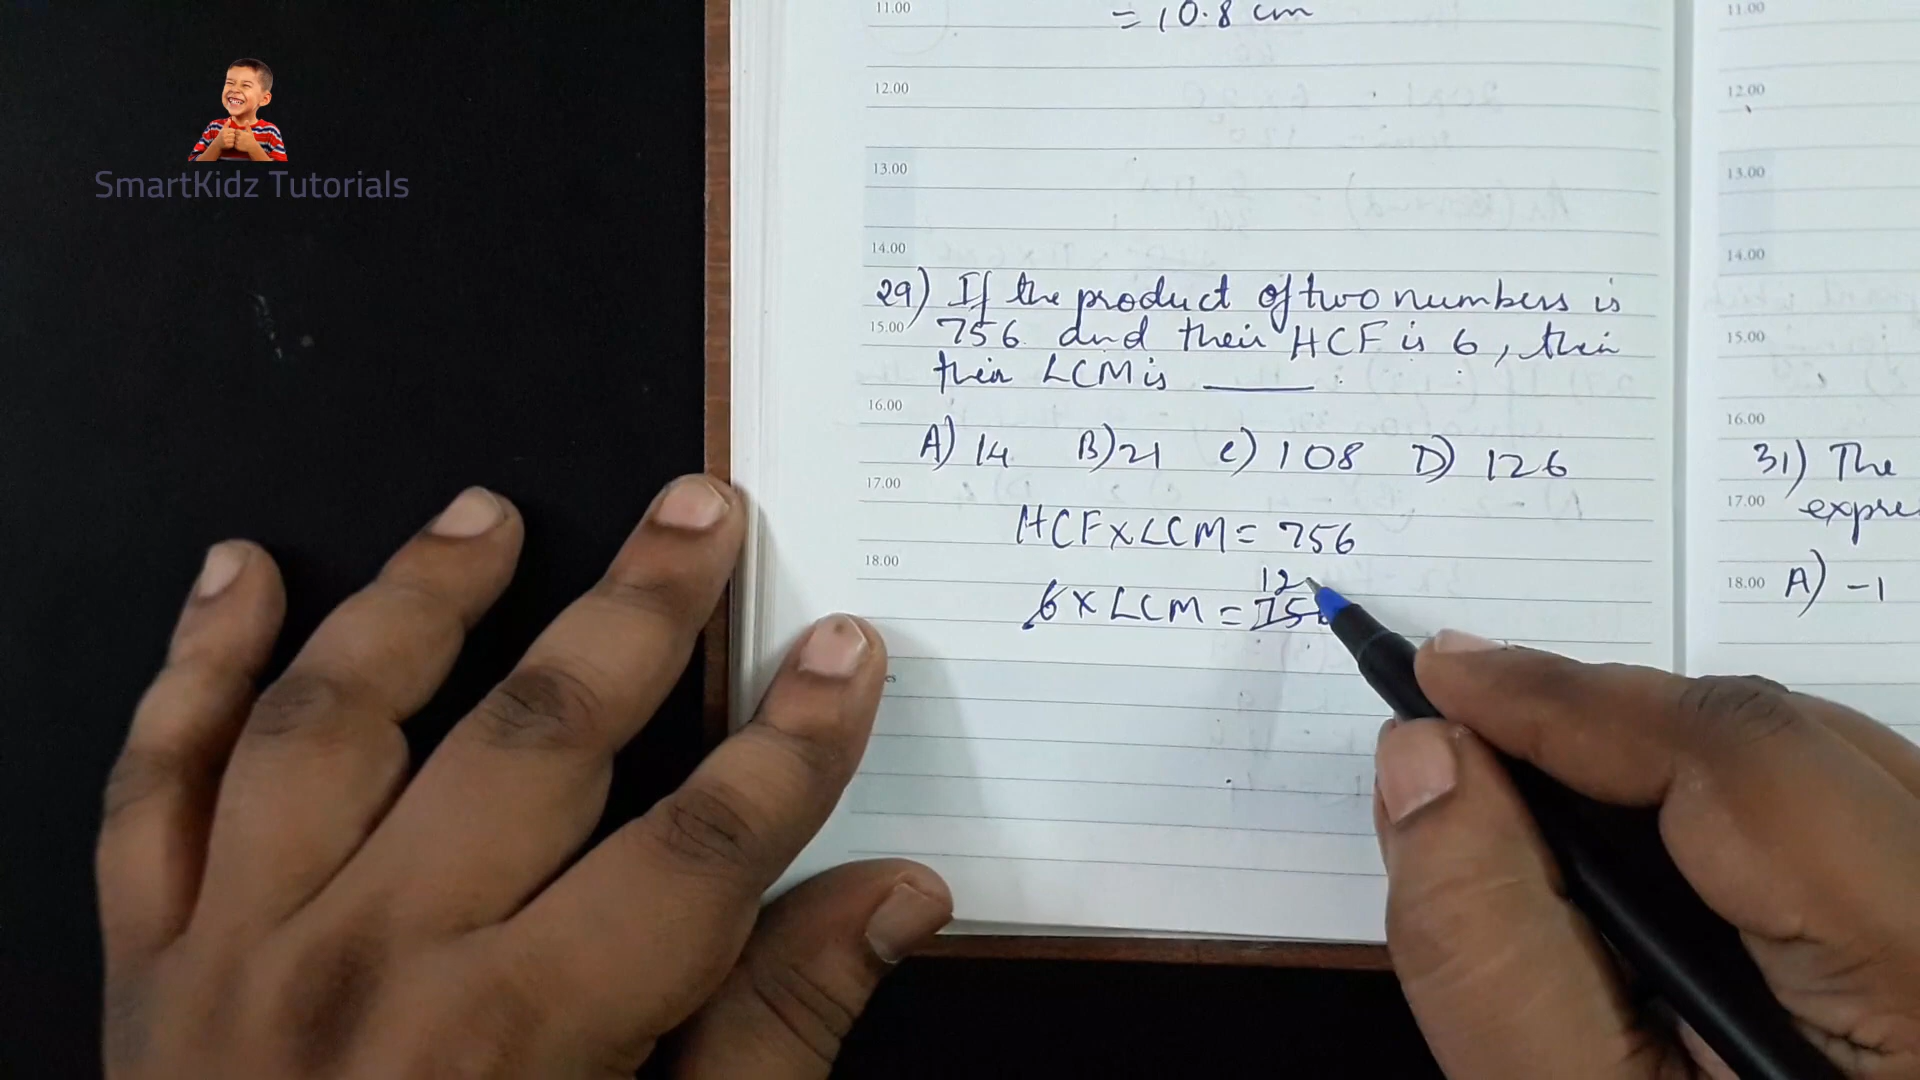 11.00
= 10.8 cm
11.00
SmartKidz Tutorials
12.00
12.00
13.00
13.00
14.00
14.00
29) If the product of two numbers is
15.00
756 and their HCF is 6, then
15.00
their LCM is ____.
16.00
16.00
A) 14 B) 21 C) 108 D) 126
31) The
17.00
17.00
HCF x LCM = 756
18.00
18.00
A) -1
12
6 x LCM = 75